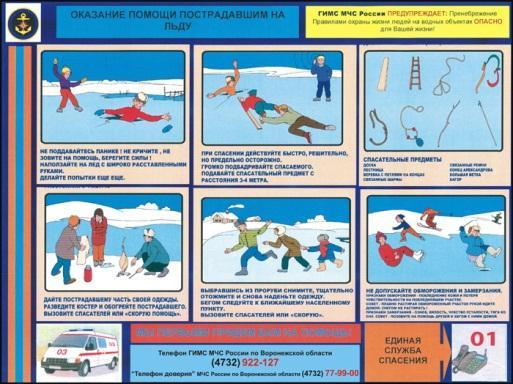 ОКАЗАНИЕ ПОМОЩИ ПОСТРАДАВШИМ НА
ЛЬДУ
ГИМС МЧС России ПРЕДУПРЕЖДАЕТ: Пренебрежение
Правилами охраны жизни людей на водных объектах ОПАСНО
для Вашей жизни!
НЕ ПОДДАВАЙТЕСЬ ПАНИКЕ ! НЕ КРИЧИТЕ , НЕ
ЗОВИТЕ НА ПОМОЩЬ, БЕРЕГИТЕ СИЛЫ !
НАПОЛЗАЙТЕ НА ЛЕД С ШИРОКО РАССТАВЛЕННЫМИ
РУКАМИ.
ДЕЛАЙТЕ ПОПЫТКИ ЕЩЕ ЕЩЕ.
ПРИ СПАСЕНИИ ДЕЙСТВУЙТЕ БЫСТРО, РЕШИТЕЛЬНО,
НО ПРЕДЕЛЬНО ОСТОРОЖНО.
ГРОМКО ПОДБАДРИВАЙТЕ СПАСАЕМОГО.
ПОДАВАЙТЕ СПАСАТЕЛЬНЫЙ ПРЕДМЕТ С
РАССТОЯНИЯ 3-4 МЕТРА.
СПАСАТЕЛЬНЫЕ ПРЕДМЕТЫ
ДОСКА СВЯЗАННЫЕ РЕМНИ
ЛЕСТНИЦА КОНЕЦ АЛЕКСАНДРОВА
ВЕРЕВКА С ПЕТЛЯМИ НА КОНЦАХ БОЛЬШАЯ ВЕТКА
СВЯЗАННЫЕ ШАРФЫ БАГОР
ДАЙТЕ ПОСТРАДАВШЕМУ ЧАСТЬ СВОЕЙ ОДЕЖДЫ.
РАЗВЕДИТЕ КОСТЕР И ОБОГРЕЙТЕ ПОСТРАДАВШЕГО.
ВЫЗОВИТЕ СПАСАТЕЛЕЙ ИЛИ «СКОРУЮ ПОМОЩЬ».
ВЫБРАВШИСЬ ИЗ ПРОРУБИ СНИМИТЕ, ТЩАТЕЛЬНО
ОТОЖМИТЕ И СНОВА НАДЕНЬТЕ ОДЕЖДУ.
БЕГОМ СЛЕДУЙТЕ К БЛИЖАЙШЕМУ НАСЕЛЕННОМУ
ПУНКТУ.
ВЫЗОВИТЕ СПАСАТЕЛЕЙ ИЛИ «СКОРУЮ».
НЕ ДОПУСКАЙТЕ ОБМОРОЖЕНИЯ И ЗАМЕРЗАНИЯ.
03
МЫ ПЕРВЫМИ ПРИДЕМ ВАМ НА ПОМОЩЬ!
Телефон ГИМС МЧС России по Воронежской области
(4732) 922-127
"Телефон доверия" МЧС России по Воронежской области (4732) 77-99-00
ЕДИНАЯ
СЛУЖБА
СПАСЕНИЯ
01